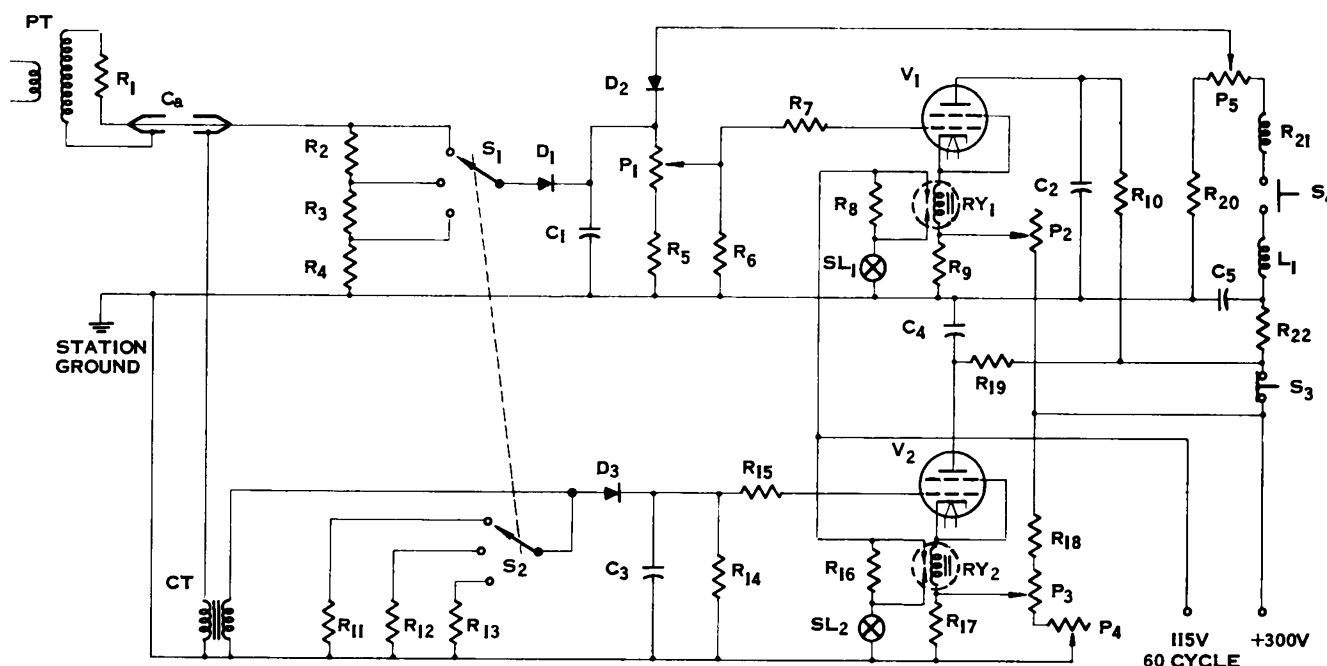 PT
R1
Ca
R2
R3
R4
S1
D1
C1
D2
P1
R5
R6
R7
V1
R8
RY1
SL1
R9
P2
C2
R10
P5
R21
R20
S4
L1
C5
R22
STATION
GROUND
C4
R19
S3
V2
D3
R15
S2
C3
R14
R16
RY2
SL2
R17
R18
P3
P4
CT
R11
R12
R13
115V
60 CYCLE
+300V